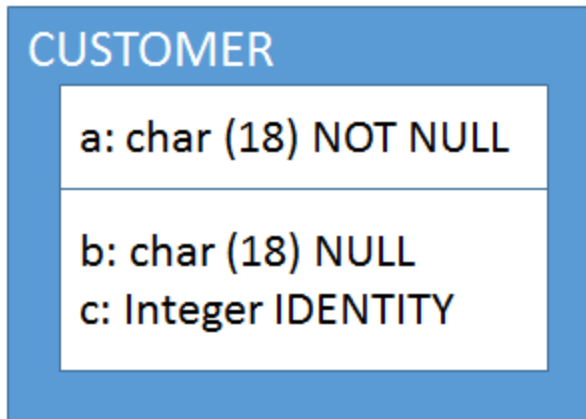 CUSTOMER
a: char (18) NOT NULL
b: char (18) NULL
c: Integer IDENTITY